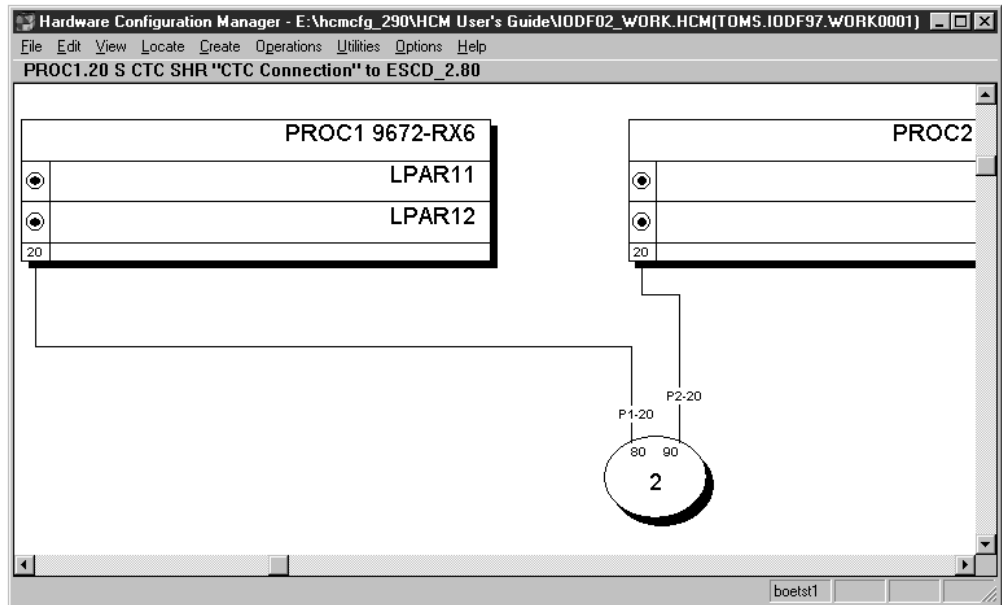 Hardware Configuration Manager - E:\hcmcfg_290\HCM User's Guide\IODF02_WORK.HCM(TOMS.IODF97.WORK0001)
File Edit View Locate Create Operations Utilities Options Help
PROC1.20 S CTC SHR "CTC Connection" to ESCD_2.80
PROC1 9672-RX6
PROC2
LPAR11
LPAR12
20
20
P2-20
P1-20
80 90
2
boetst1